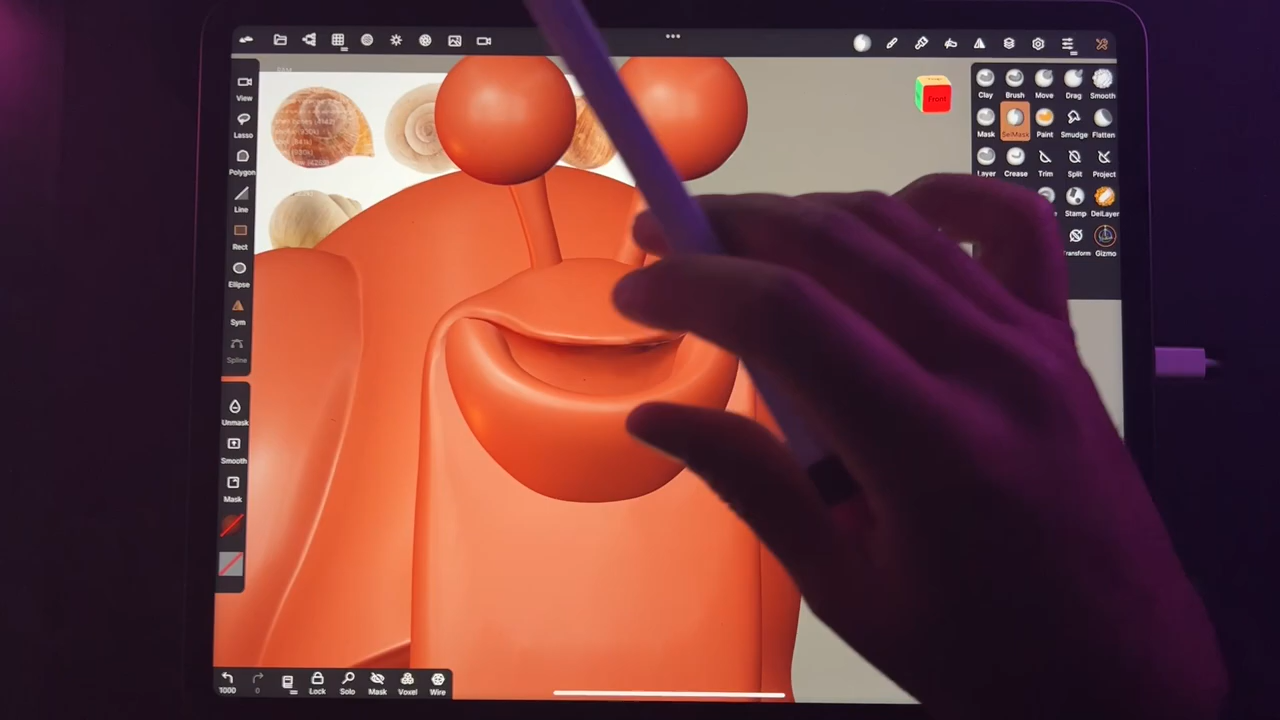 View
Lasso
Polygon
Line
Rect
Ellipse
Sym
Spline
Unmask
Smooth
Mask
1000
0
Lock
Solo
Mask
Voxel
Wire
Front
Clay Brush Move Drag Smooth
Mask SelMask Paint Smudge Flatten
Layer Crease Trim Split Project
Stamp DelLayer
Transform Gizmo